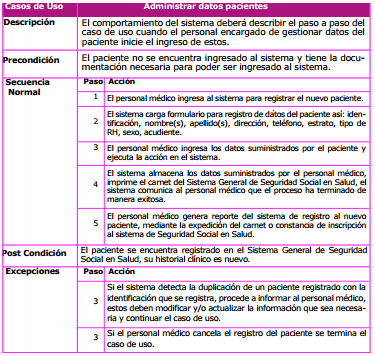 Casos de Uso Administrar datos pacientes
Descripción El comportamiento del sistema deberá describir el paso a paso del
caso de uso cuando el personal encargado de gestionar datos del
paciente inicie el ingreso de estos.
Precondición El paciente no se encuentra ingresado al sistema y tiene la docu-
mentación necesaria para poder ser ingresado al sistema.
Secuencia Normal Paso Acción
1 El personal médico ingresa al sistema para registrar el nuevo paciente.
2 El sistema carga formulario para registro de datos del paciente así: iden-
tificación, nombre(s), apellido(s), dirección, teléfono, estrato, tipo de
RH, sexo, acudiente.
3 El personal médico ingresa los datos suministrados por el paciente y
ejecuta la acción en el sistema.
4 El sistema almacena los datos suministrados por el personal médico,
imprime el carnet del Sistema General de Seguridad Social en Salud, el
sistema comunica al personal médico que el proceso ha terminado de
manera exitosa.
5 El personal médico genera reporte del sistema de registro al nuevo
paciente, mediante la expedición del carnet o constancia de inscripción
al sistema de Seguridad Social en Salud.
Post Condición El paciente se encuentra registrado en el Sistema General de Seguridad
Social en Salud, su historial clínico es nuevo.
Excepciones Paso Acción
3 Si el sistema detecta la duplicación de un paciente registrado con la
identificación que se registra, procede a informar al personal médico,
estos deben modificar y/o actualizar la información que sea necesa-
ria y continuar el caso de uso.
3 Si el personal médico cancela el registro del paciente se termina el
caso de uso.